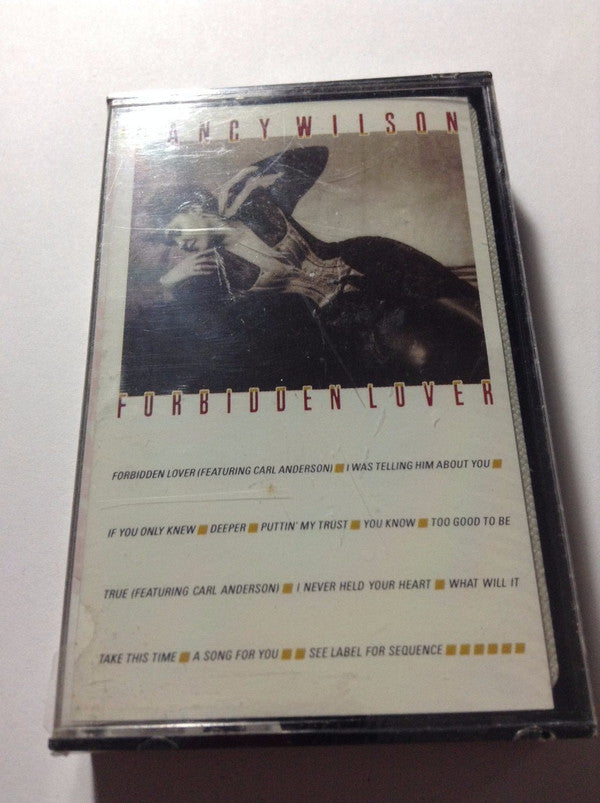 NANCY WILSON
FORBIDDEN LOVER
FORBIDDEN LOVER (FEATURING CARL ANDERSON) I WAS TELLING HIM ABOUT YOU
IF YOU ONLY KNEW DEEPER PUTTIN' MY TRUST YOU KNOW TOO GOOD TO BE
TRUE (FEATURING CARL ANDERSON) I NEVER HELD YOUR HEART WHAT WILL IT
TAKE THIS TIME A SONG FOR YOU SEE LABEL FOR SEQUENCE